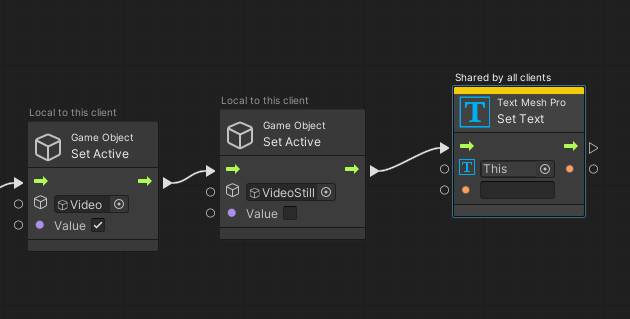 Shared by all clients
Text Mesh Pro
Set Text
T
T
This
Local to this client
Game Object
Set Active
VideoStill
Value
Local to this client
Game Object
Set Active
Video
Value